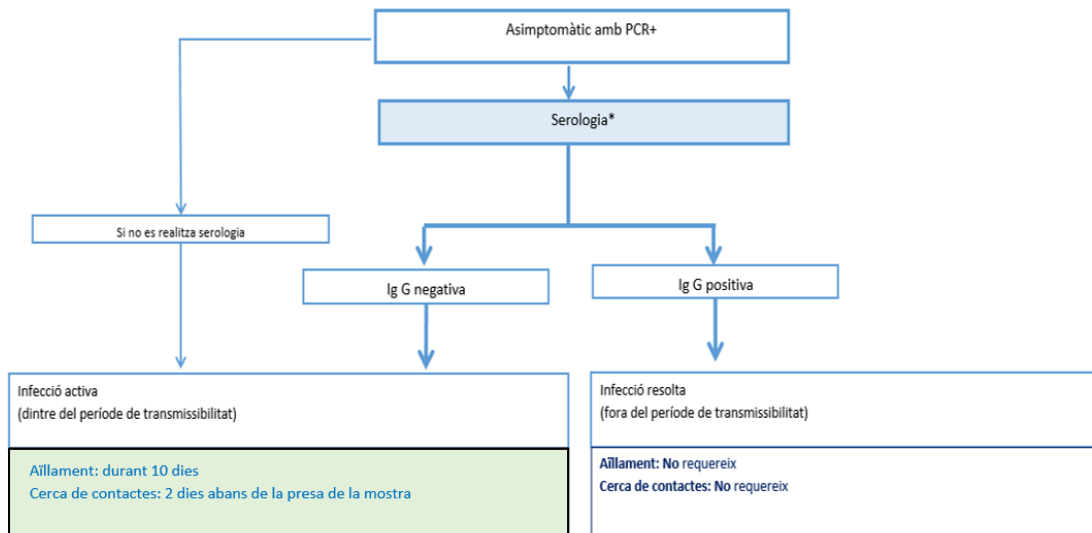 Asimptomàtic amb PCR+
Serologia*
Si no es realitza serologia
Ig G negativa
Ig G positiva
Infecció activa
(dintre del període de transmissibilitat)
Aïllament: durant 10 dies
Cerca de contactes: 2 dies abans de la presa de la mostra
Infecció resolta
(fora del període de transmissibilitat)
Aïllament: No requereix
Cerca de contactes: No requereix